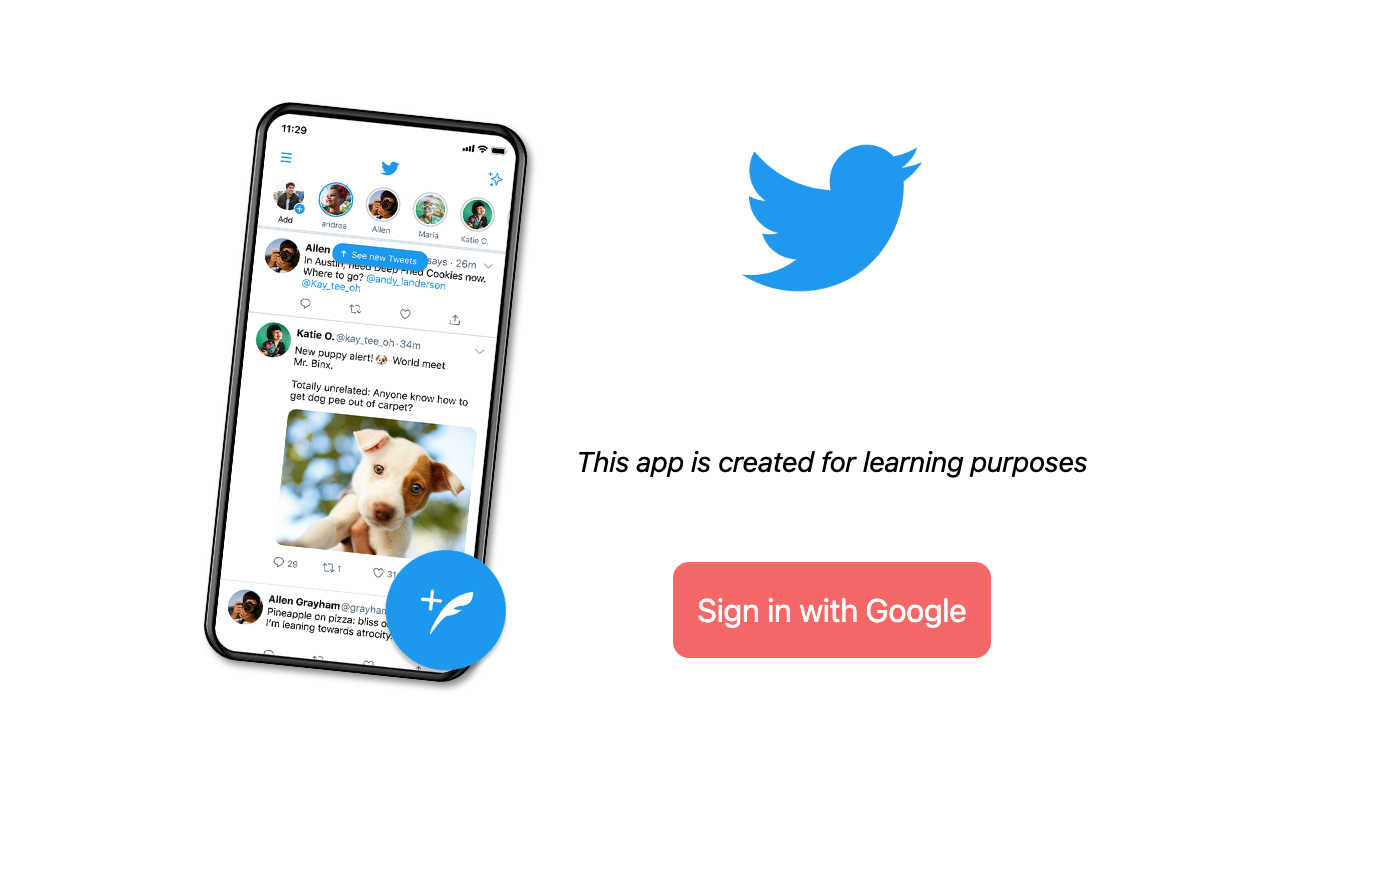 11:29
Add
andrea
Allen
Maria
Katie O.
See new Tweets
Allen
says · 26m
In Austin, need Deep Fried Cookies now.
Where to go? @andy_landerson
@Kay_tee_oh
Katie O. @kay_tee_oh · 34m
New puppy alert! 🐶 World meet
Mr. Binx.
Totally unrelated: Anyone know how to
get dog pee out of carpet?
29
1
31
Allen Grayham @grayham
Pineapple on pizza: bliss o
I'm leaning towards atrocity.
This app is created for learning purposes
Sign in with Google